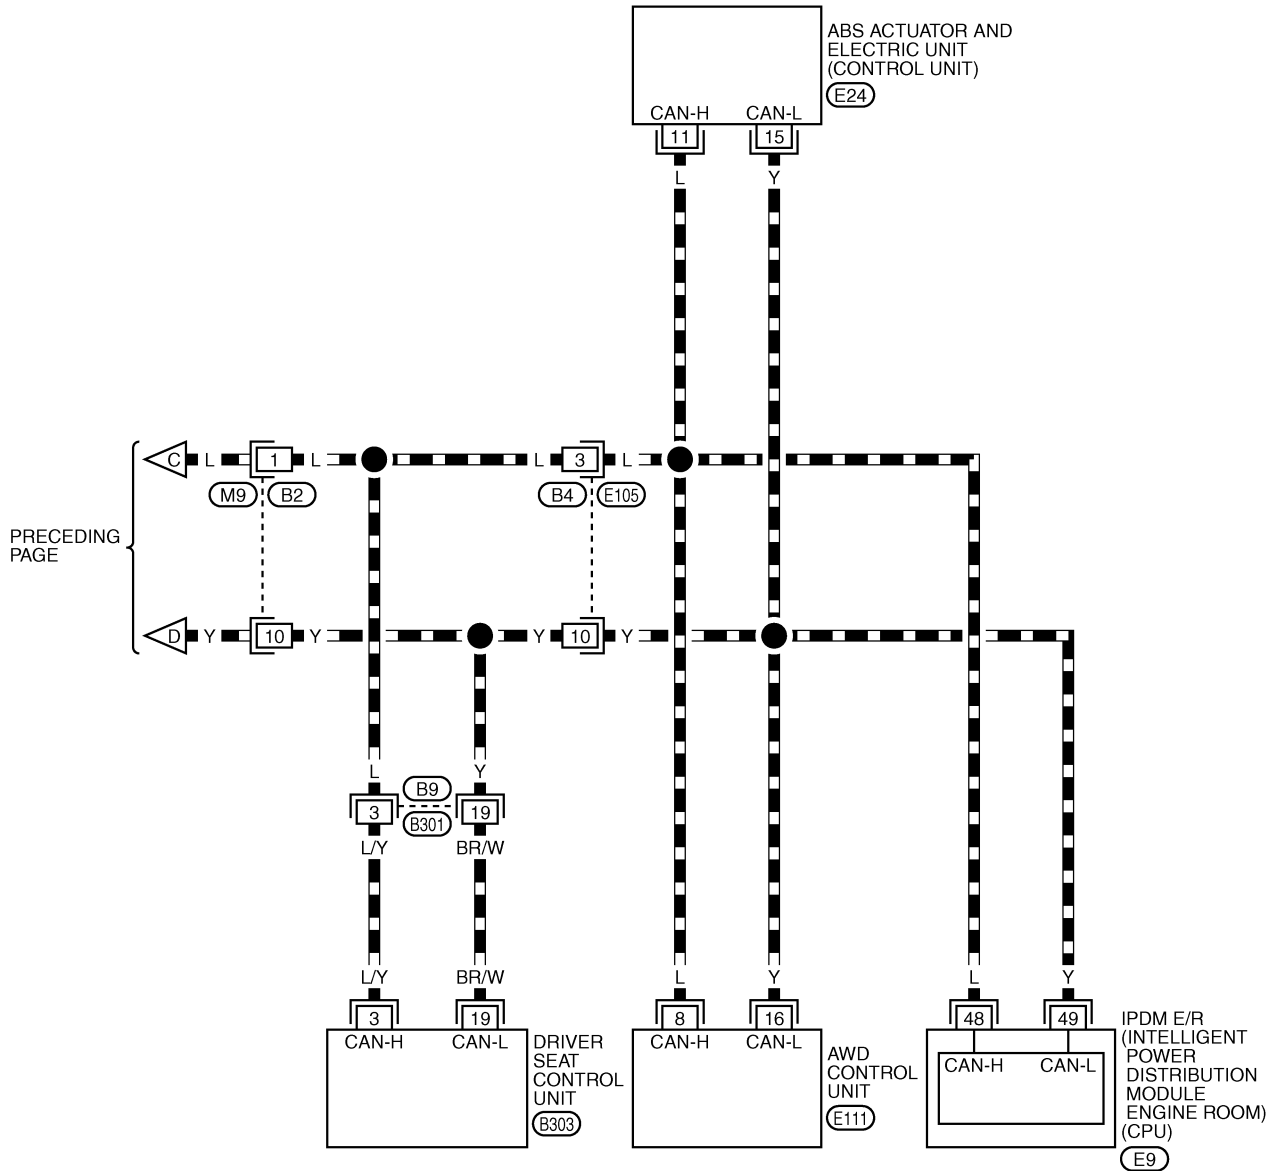 ABS ACTUATOR AND
ELECTRIC UNIT
(CONTROL UNIT)
E24
CAN-H CAN-L
11 15
L Y
C L 1 L L 3 L
M9 B2 B4 E105
PRECEDING
PAGE
D Y 10 Y Y 10 Y
L Y
B9
3 19
B301
L/Y BR/W
L/Y BR/W L Y L Y
3 19 8 16 48 49
CAN-H CAN-L
DRIVER
SEAT
CONTROL
UNIT
B303
CAN-H CAN-L
AWD
CONTROL
UNIT
E111
CAN-H CAN-L
IPDM E/R
(INTELLIGENT
POWER
DISTRIBUTION
MODULE
ENGINE ROOM)
(CPU)
E9